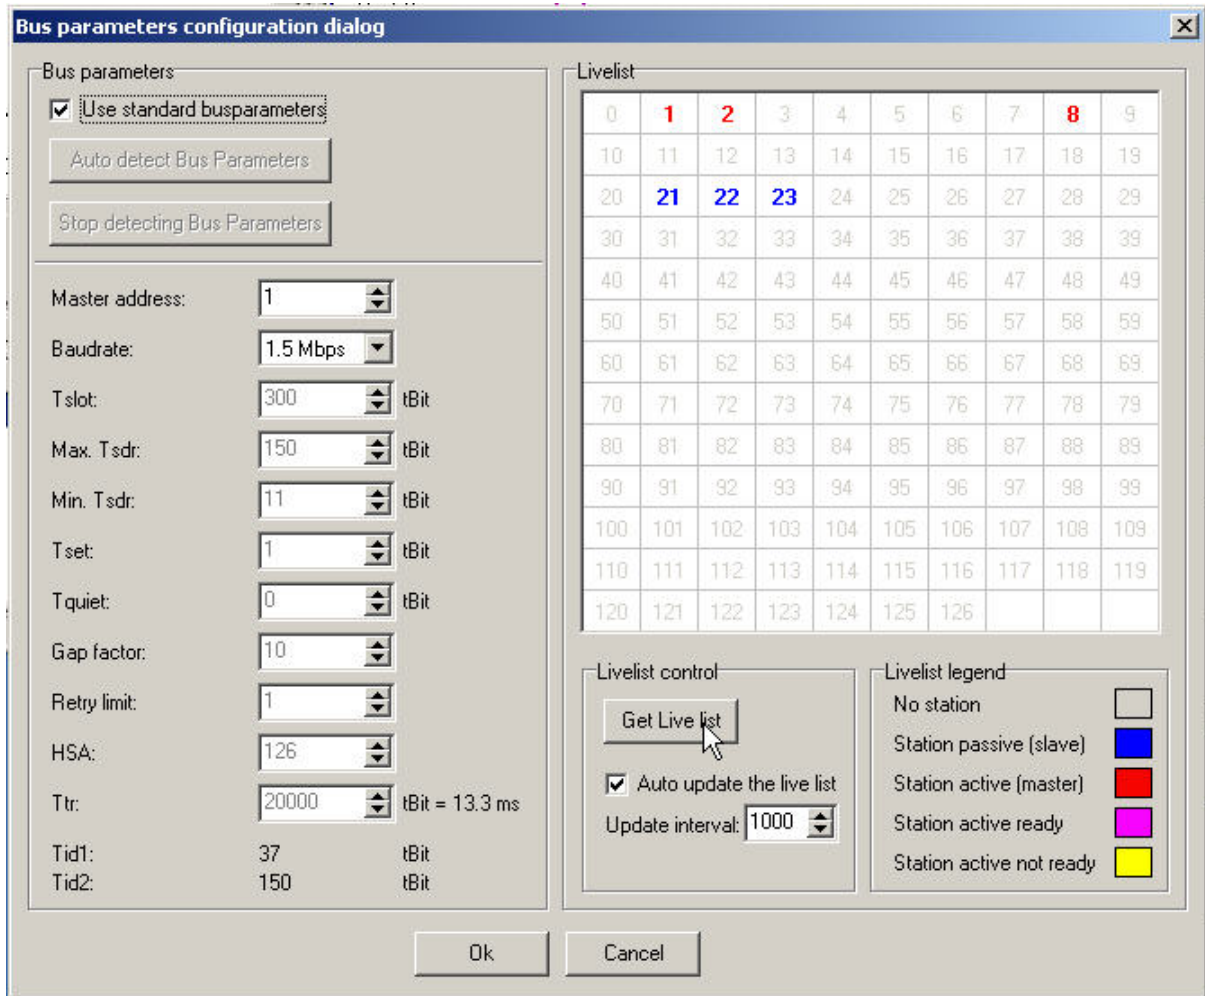 Bus parameters configuration dialog
Bus parameters
Use standard busparameters
Auto detect Bus Parameters
Stop detecting Bus Parameters
Master address: 1
Baudrate: 1.5 Mbps
Tslot: 300 tBit
Max. Tsdr: 150 tBit
Min. Tsdr: 11 tBit
Tset: 1 tBit
Tquiet: 0 tBit
Gap factor: 10
Retry limit: 1
HSA: 126
Ttr: 20000 tBit = 13.3 ms
Tid1: 37 tBit
Tid2: 150 tBit
Livelist
0 1 2 3 4 5 6 7 8 9
10 11 12 13 14 15 16 17 18 19
20 21 22 23 24 25 26 27 28 29
30 31 32 33 34 35 36 37 38 39
40 41 42 43 44 45 46 47 48 49
50 51 52 53 54 55 56 57 58 59
60 61 62 63 64 65 66 67 68 69
70 71 72 73 74 75 76 77 78 79
80 81 82 83 84 85 86 87 88 89
90 91 92 93 94 95 96 97 98 99
100 101 102 103 104 105 106 107 108 109
110 111 112 113 114 115 116 117 118 119
120 121 122 123 124 125 126
Livelist control
Get Live list
Auto update the live list
Update interval: 1000
Livelist legend
No station
Station passive (slave)
Station active (master)
Station active ready
Station active not ready
Ok
Cancel